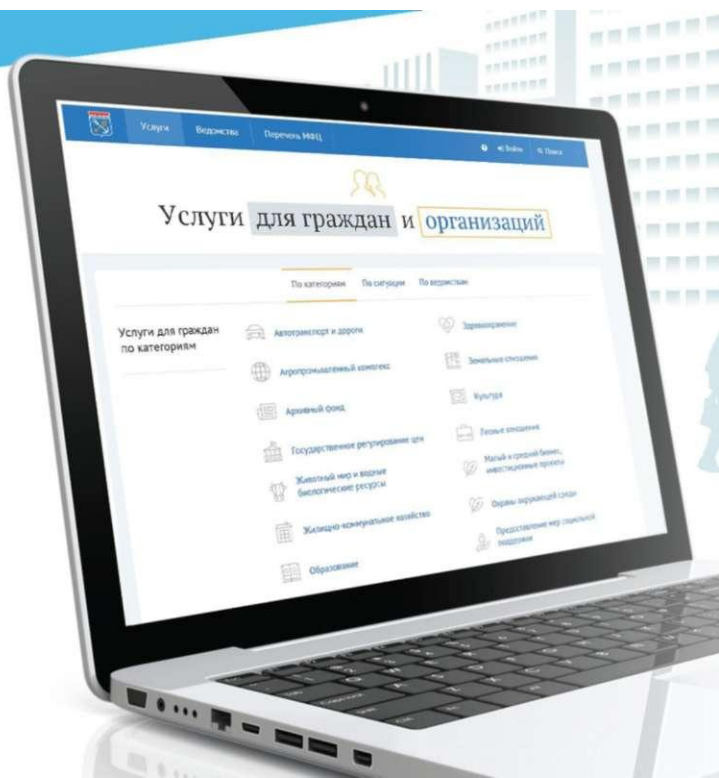 Услуги
Ведомства
Перечень МФЦ
Войти
Поиск
Услуги для граждан и организаций
По категориям
По ситуации
По ведомствам
Услуги для граждан
по категориям
Автотранспорт и дороги
Агропромышленный комплекс
Архивный фонд
Государственное регулирование цен
Животный мир и водные
биологические ресурсы
Жилищно-коммунальное хозяйство
Образование
Здравоохранение
Земельные отношения
Культура
Лесные отношения
Малый и средний бизнес,
инвестиционные проекты
Охрана окружающей среды
Предоставление мер социальной
поддержки